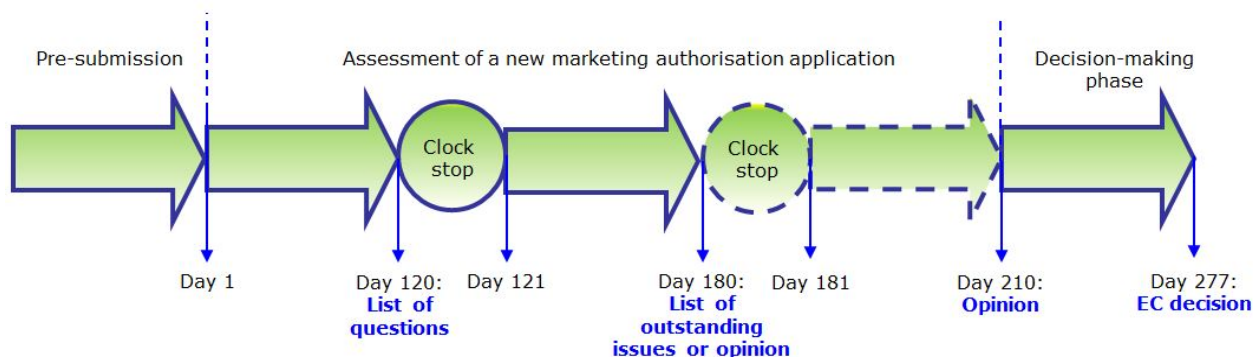 Pre-submission
Assessment of a new marketing authorisation application
Decision-making
phase
Clock
stop
Clock
stop
Day 1
Day 120:
List of
questions
Day 121
Day 180:
List of
outstanding
issues or opinion
Day 181
Day 210:
Opinion
Day 277:
EC decision